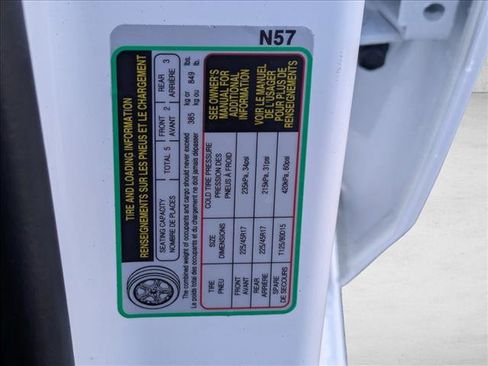 N57
TIRE AND LOADING INFORMATION
RENSEIGNEMENTS SUR LES PNEUS ET LE CHARGEMENT
SEATING CAPACITY TOTAL 5 FRONT 2 REAR 3
NOMBRE DE PLACES AVANT ARRIÈRE
The combined weight of occupants and cargo should never exceed 385 kg or 849 lbs.
Le poids total des occupants et du chargement ne doit jamais dépasser kg ou lb.
TIRE SIZE COLD TIRE PRESSURE
PNEU DIMENSIONS PRESSION DES PNEUS À FROID
FRONT 225/45R17 235kPa, 34psi
AVANT
REAR 225/45R17 215kPa, 31psi
ARRIÈRE
SPARE T125/80D15 420kPa, 60psi
DE SECOURS
SEE OWNER'S
MANUAL FOR
ADDITIONAL
INFORMATION
VOIR LE MANUEL
DE L'USAGER
POUR PLUS DE
RENSEIGNEMENTS